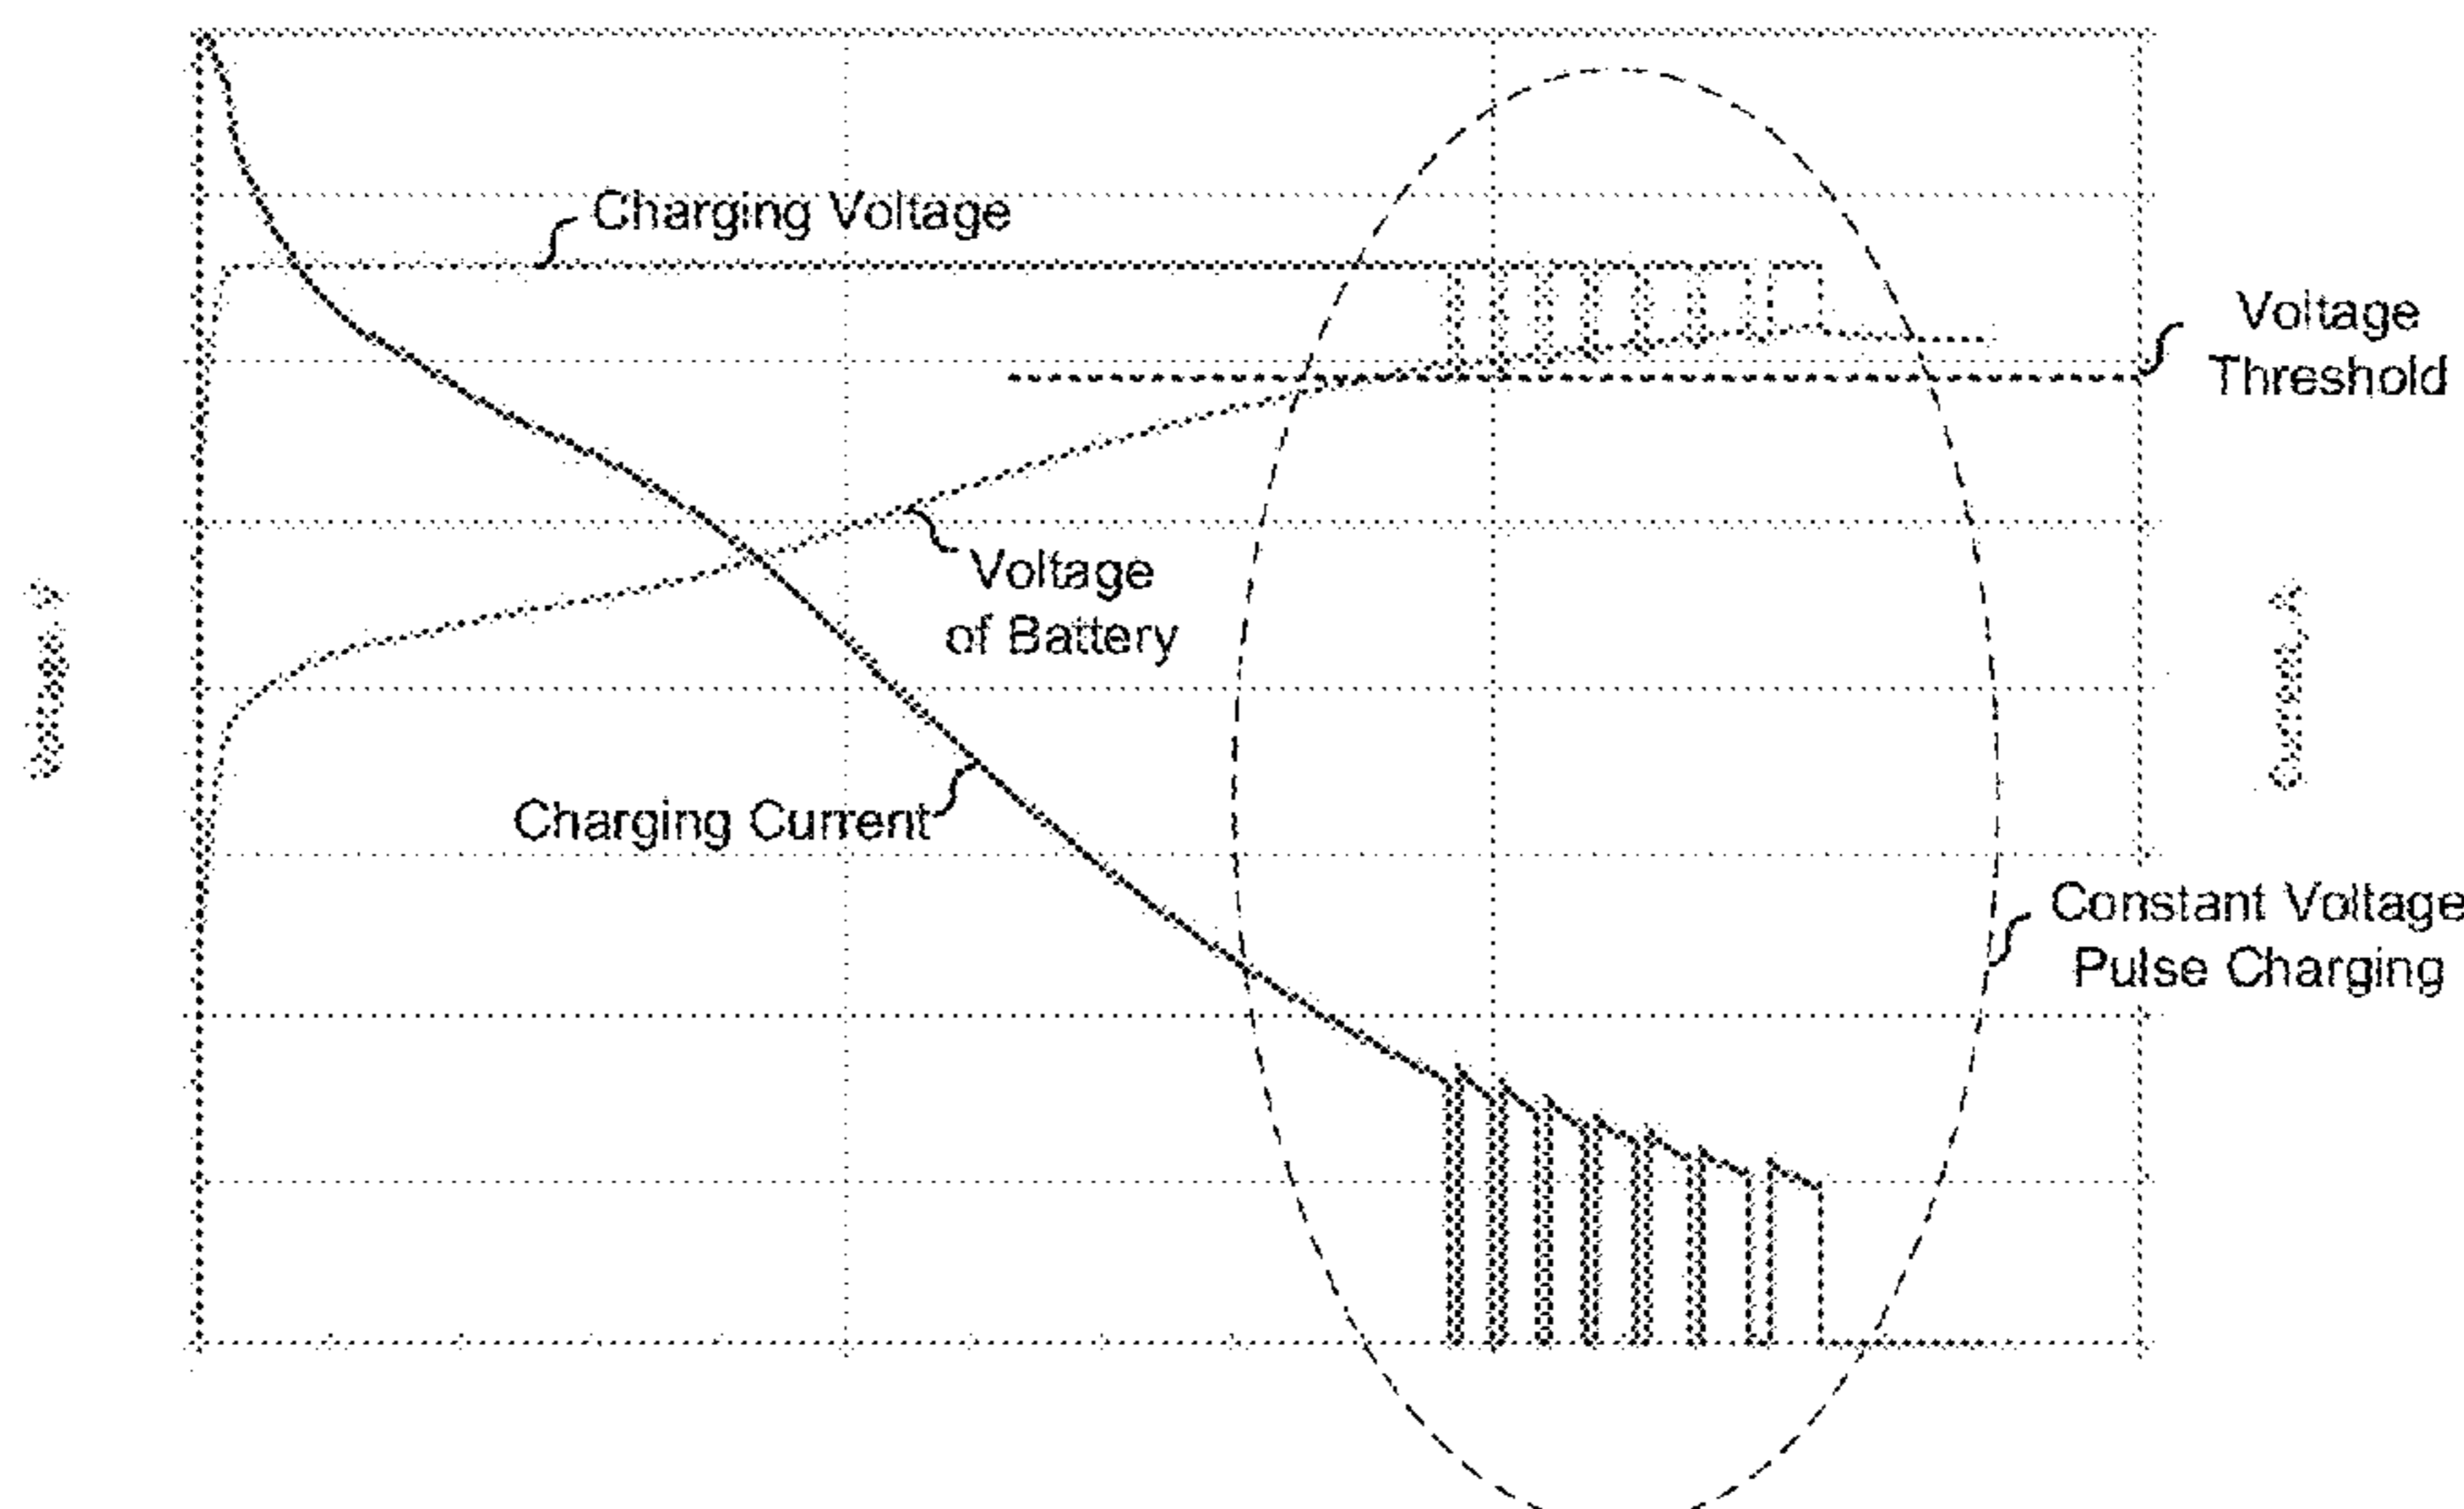 Charging Voltage
Voltage
Threshold
Voltage
of Battery
Charging Current
Constant Voltage
Pulse Charging